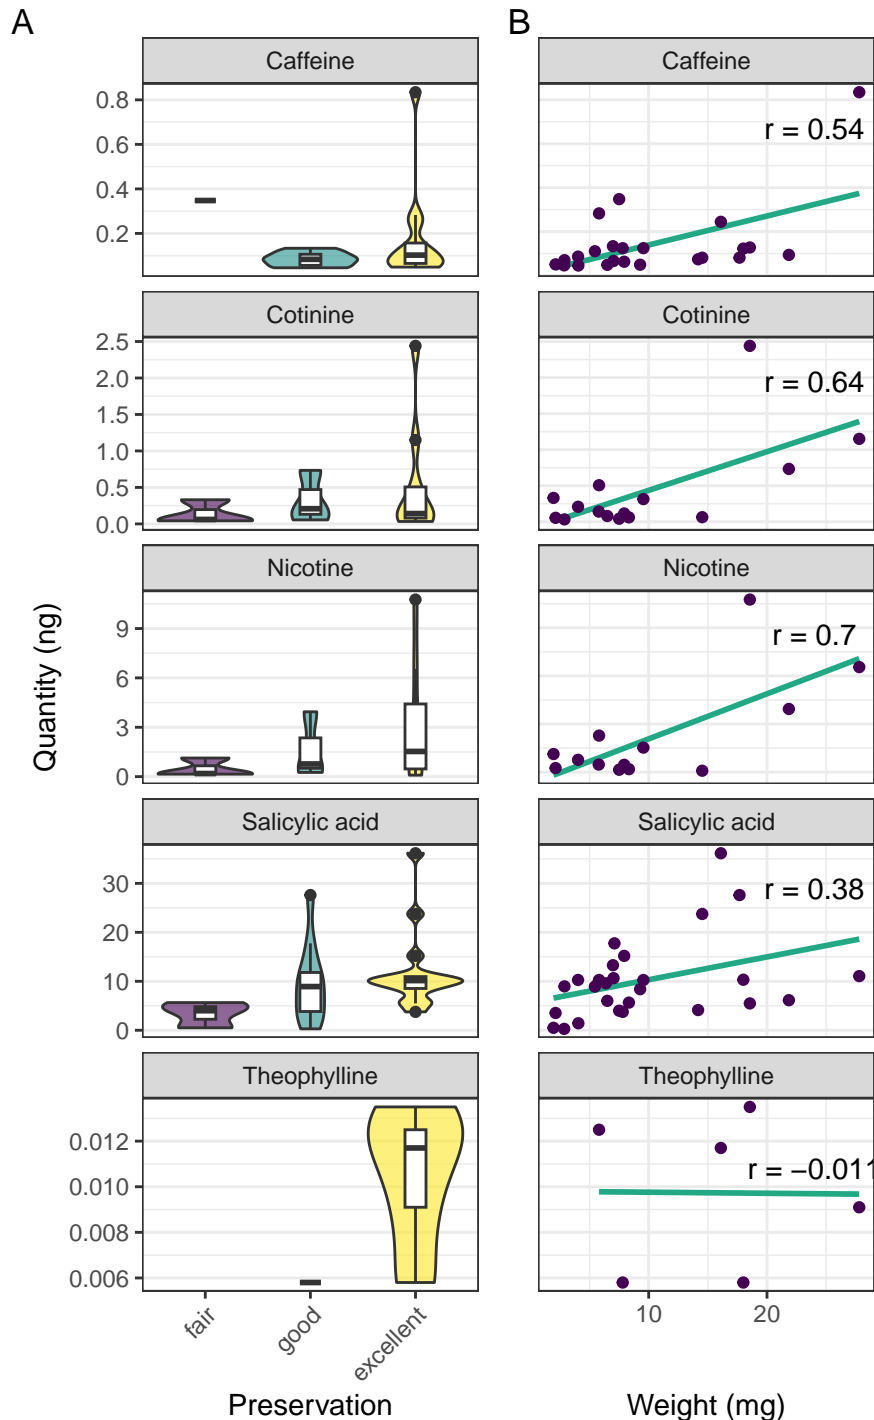 A
B
Caffeine
Caffeine
0.8
0.6
0.4
0.2
r = 0.54
Cotinine
Cotinine
2.5
2.0
1.5
1.0
0.5
0.0
r = 0.64
Nicotine
Nicotine
9
6
3
0
r = 0.7
Quantity (ng)
Salicylic acid
Salicylic acid
30
20
10
0
r = 0.38
Theophylline
Theophylline
0.012
0.010
0.008
0.006
r = −0.011
fair
good
excellent
10
20
Preservation
Weight (mg)